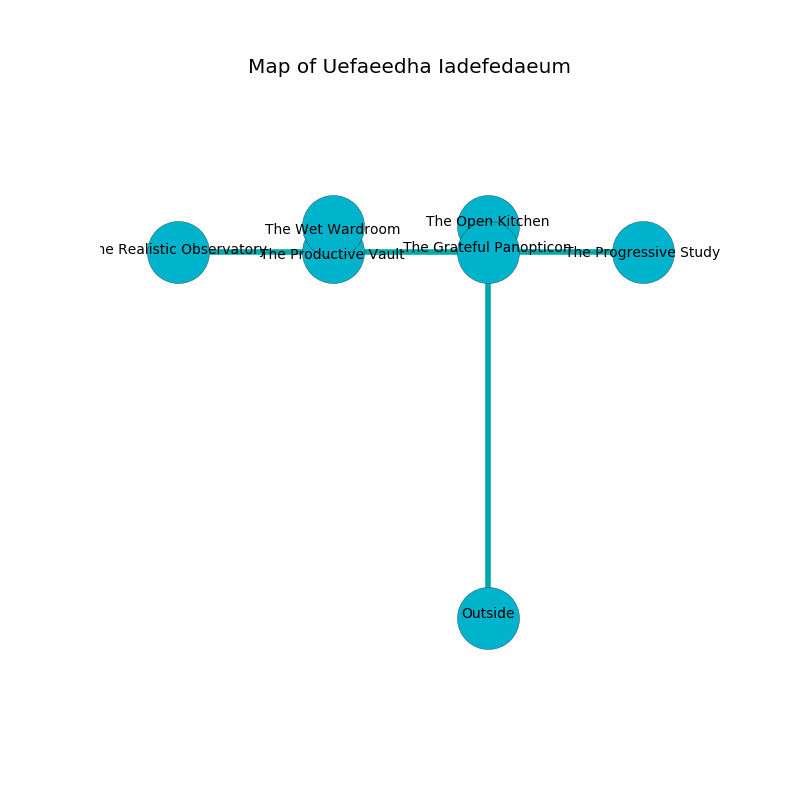 Map of Uefaeedha Iadefedaeum
The Open Kitchen
The Wet Wardroom
The Grateful Panopticon
ne Realistic Observatory
The Productive Vault
The Progressive Study
Outside